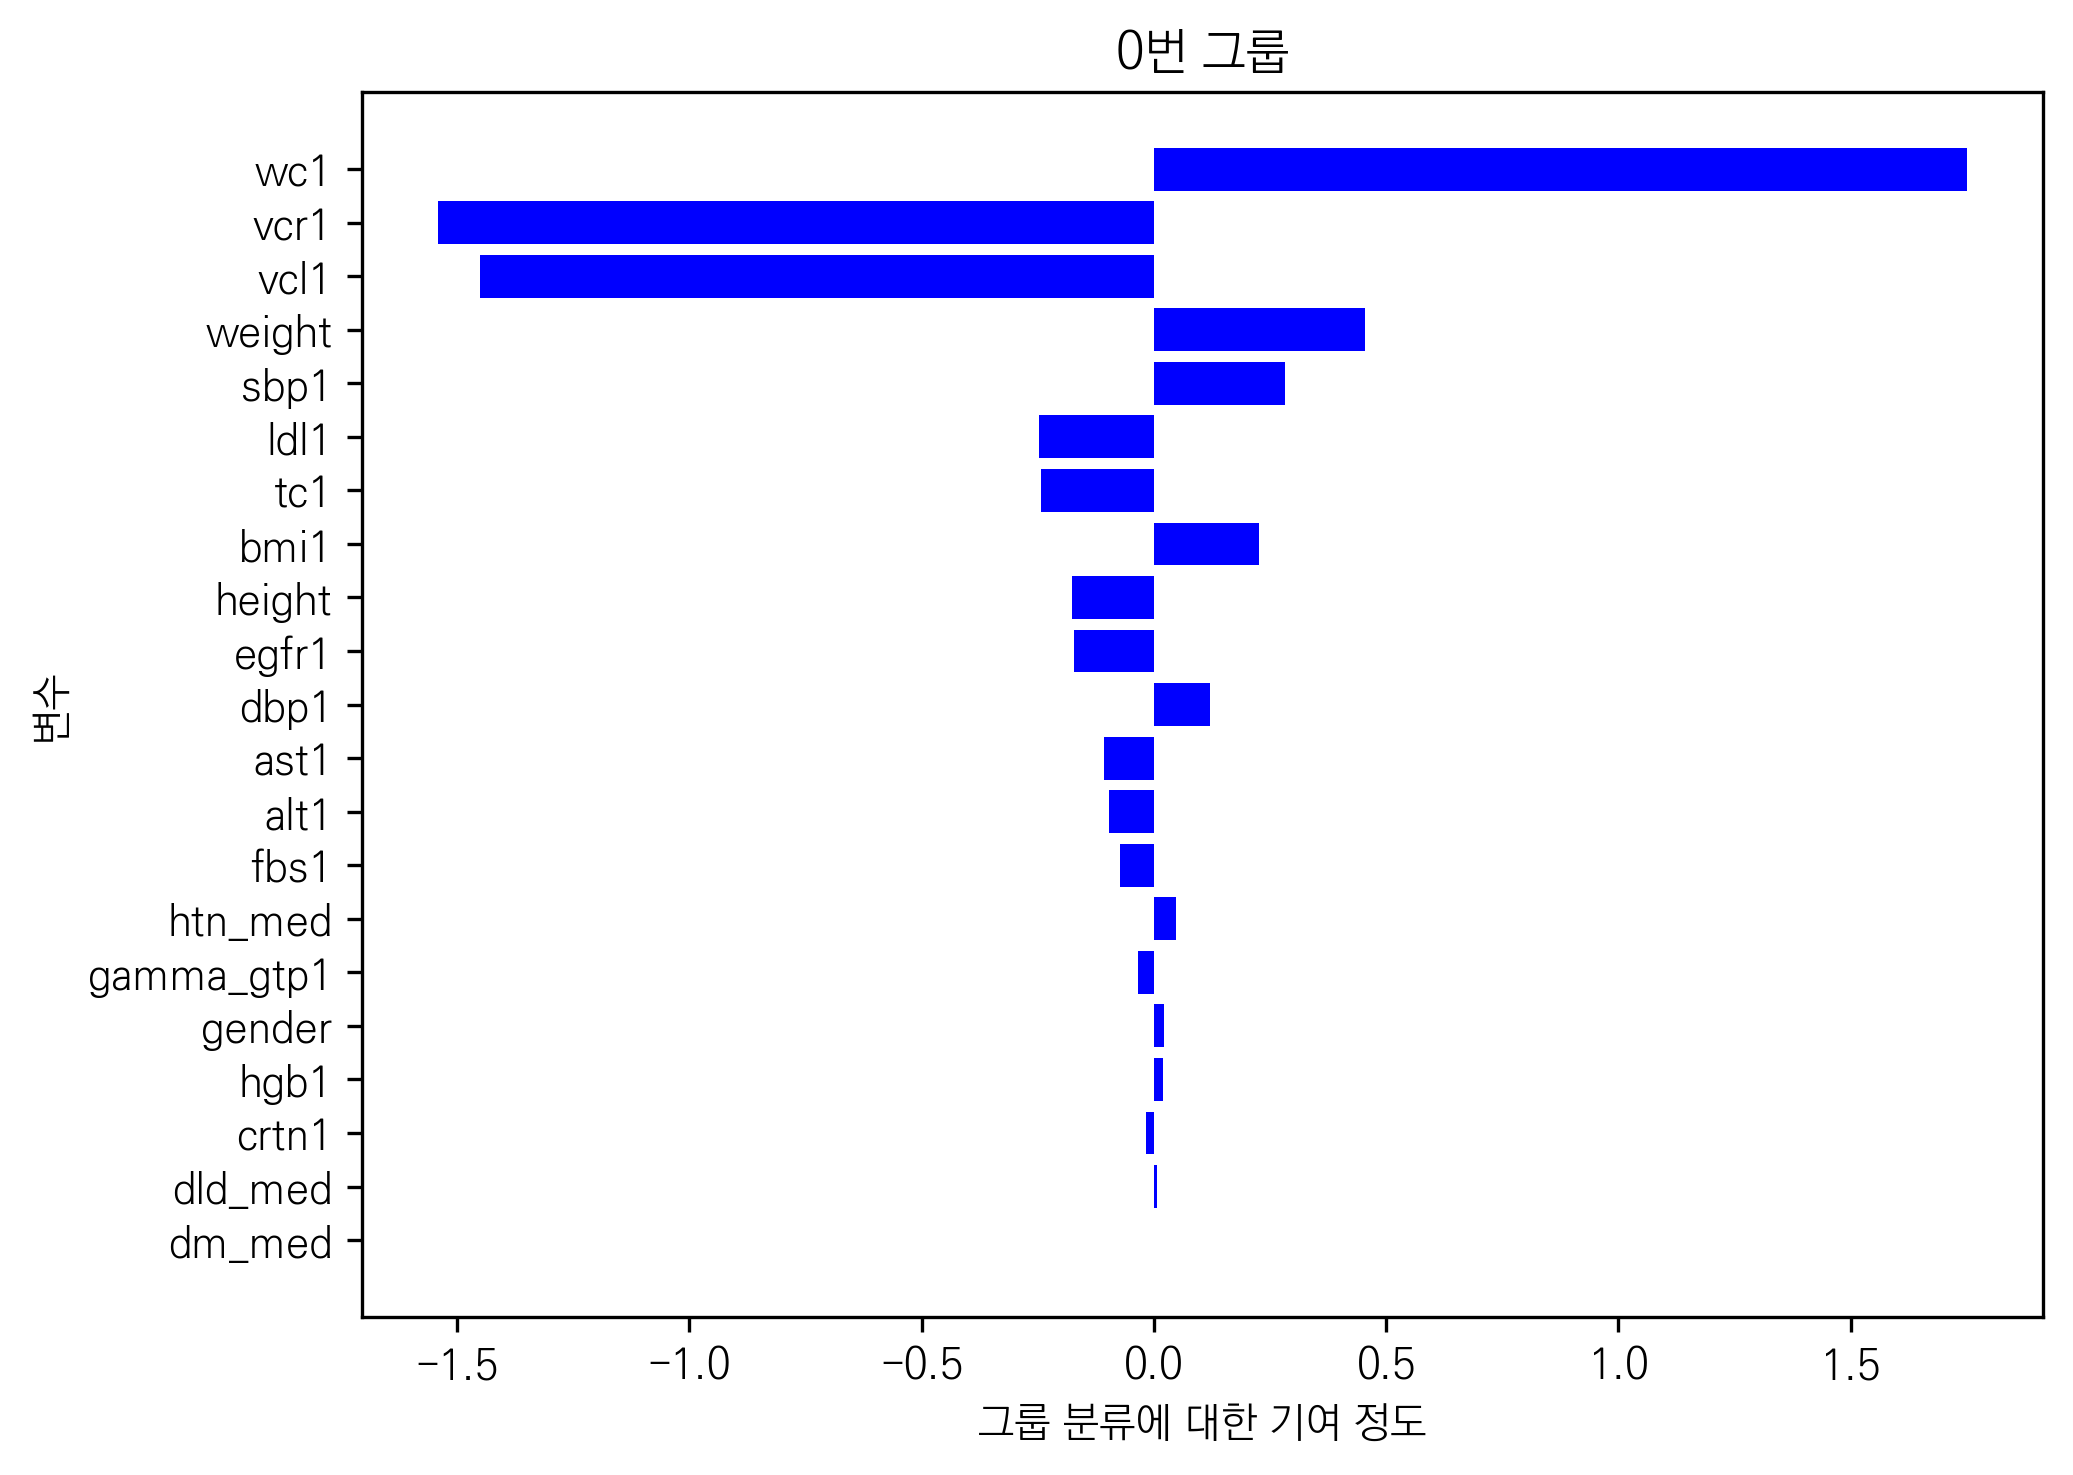 0번 그룹
변수
wc1
vcr1
vcl1
weight
sbp1
ldl1
tc1
bmi1
height
egfr1
dbp1
ast1
alt1
fbs1
htn_med
gamma_gtp1
gender
hgb1
crtn1
dld_med
dm_med
−1.5 −1.0 −0.5 0.0 0.5 1.0 1.5
그룹 분류에 대한 기여 정도